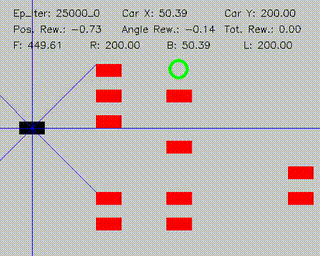 Ep_ter: 25000_0 Car X: 50.39 Car Y: 200.00
Pos. Rew.: -0.73 Angle Rew.: -0.14 Tot. Rew.: 0.00
F: 449.61 R: 200.00 B: 50.39 L: 200.00